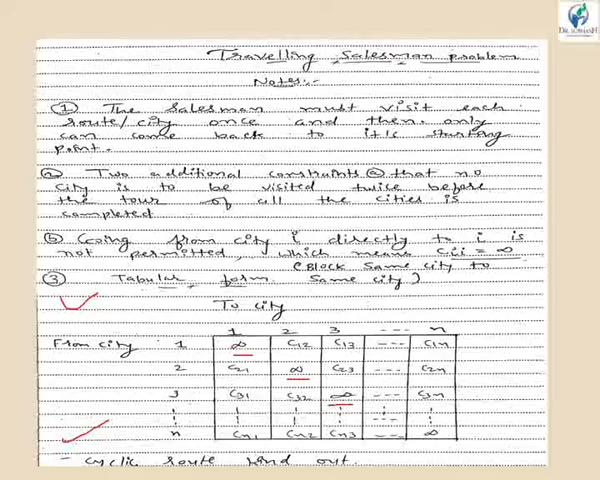 DR. SUBHASH
Travelling Salesman problem
Notes:-
① The salesman must visit each
route/city once and then only
can come back to it's starting
point.
② Two additional constraints ⓐ that no
city is to be visited twice before
the tour of all the cities is
completed
ⓑ Going from city i directly to i is
not permitted, which means Cii = ∞
(Block same city to
③ Tabular form. same city)
To city
1 2 3 --- n
From city 1 ∞ C12 C13 --- C1n
2 C21 ∞ C23 --- C2n
3 C31 C32 ∞ --- C3n
n Cn1 Cn2 Cn3 --- ∞
- cyclic route find out.